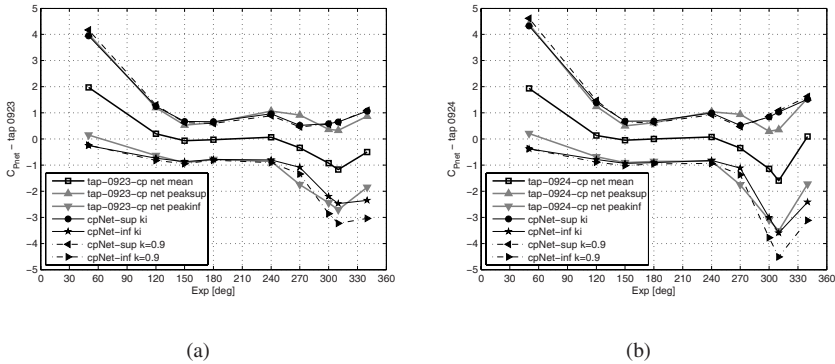 5
4
3
2
1
0
−1
−2
−3
−4
−5
C_Pnet − tap 0923
tap−0923−cp net mean
tap−0923−cp net peaksup
tap−0923−cp net peakinf
cpNet−sup ki
cpNet−inf ki
cpNet−sup k=0.9
cpNet−inf k=0.9
0 30 60 90 120 150 180 210 240 270 300 330 360
Exp [deg]
(a)
5
4
3
2
1
0
−1
−2
−3
−4
−5
C_Pnet − tap 0924
tap−0924−cp net mean
tap−0924−cp net peaksup
tap−0924−cp net peakinf
cpNet−sup ki
cpNet−inf ki
cpNet−sup k=0.9
cpNet−inf k=0.9
0 30 60 90 120 150 180 210 240 270 300 330 360
Exp [deg]
(b)